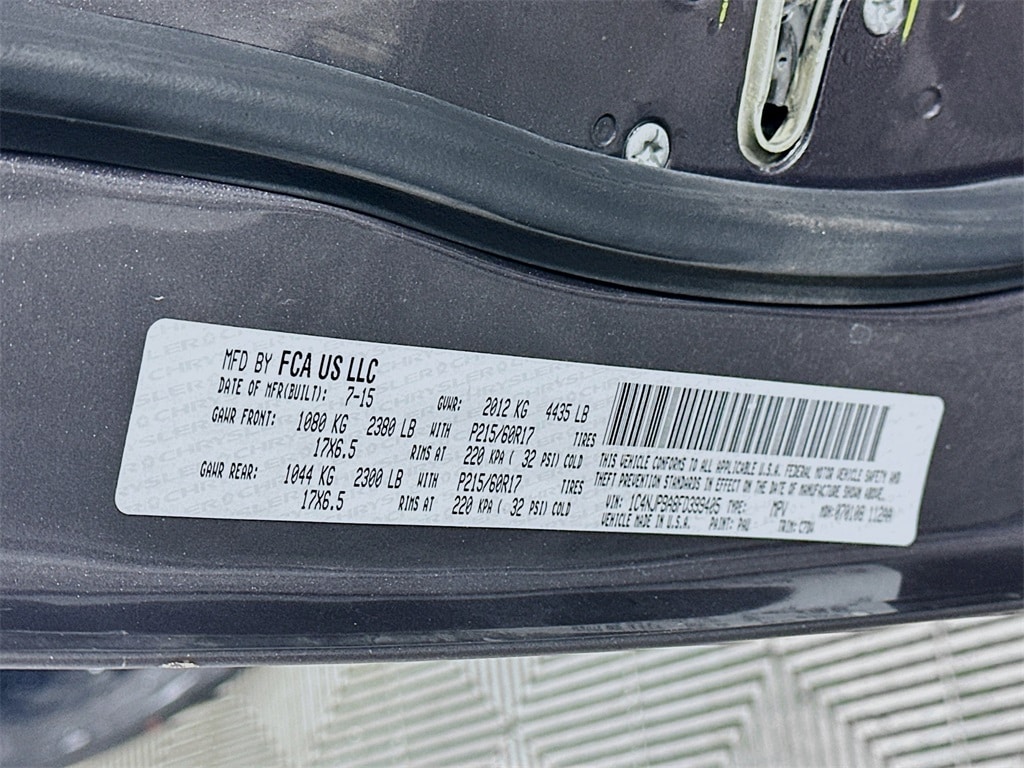 MFD BY FCA US LLC
DATE OF MFR(BUILT): 7-15 GVWR: 2012 KG 4435 LB
GAWR FRONT: 1080 KG 2380 LB WITH P215/60R17 TIRES
17X6.5 RIMS AT 220 KPA ( 32 PSI) COLD
GAWR REAR: 1044 KG 2300 LB WITH P215/60R17 TIRES
17X6.5 RIMS AT 220 KPA ( 32 PSI) COLD
THIS VEHICLE CONFORMS TO ALL APPLICABLE U.S.A. FEDERAL MOTOR VEHICLE SAFETY AND
THEFT PREVENTION STANDARDS IN EFFECT ON THE DATE OF MANUFACTURE SHOWN ABOVE.
VIN: TYPE: MPV MDH: 
VEHICLE MADE IN U.S.A. PAINT: PAU TRIM: